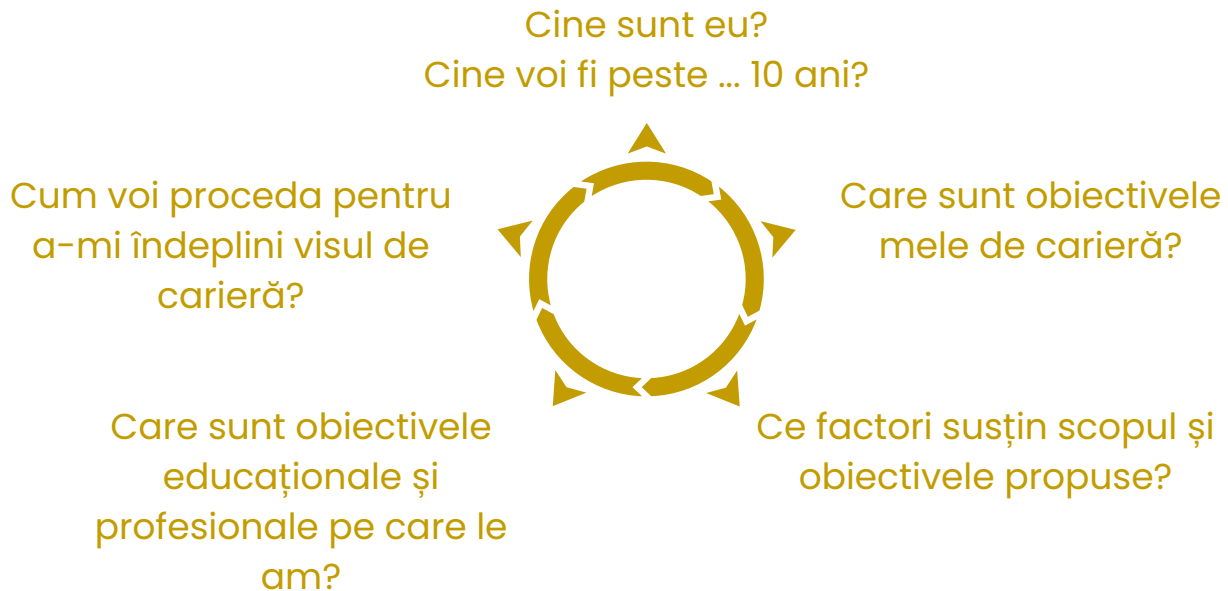 Cine sunt eu?
Cine voi fi peste ... 10 ani?
Care sunt obiectivele
mele de carieră?
Ce factori susțin scopul și
obiectivele propuse?
Care sunt obiectivele
educaționale și
profesionale pe care le
am?
Cum voi proceda pentru
a-mi îndeplini visul de
carieră?